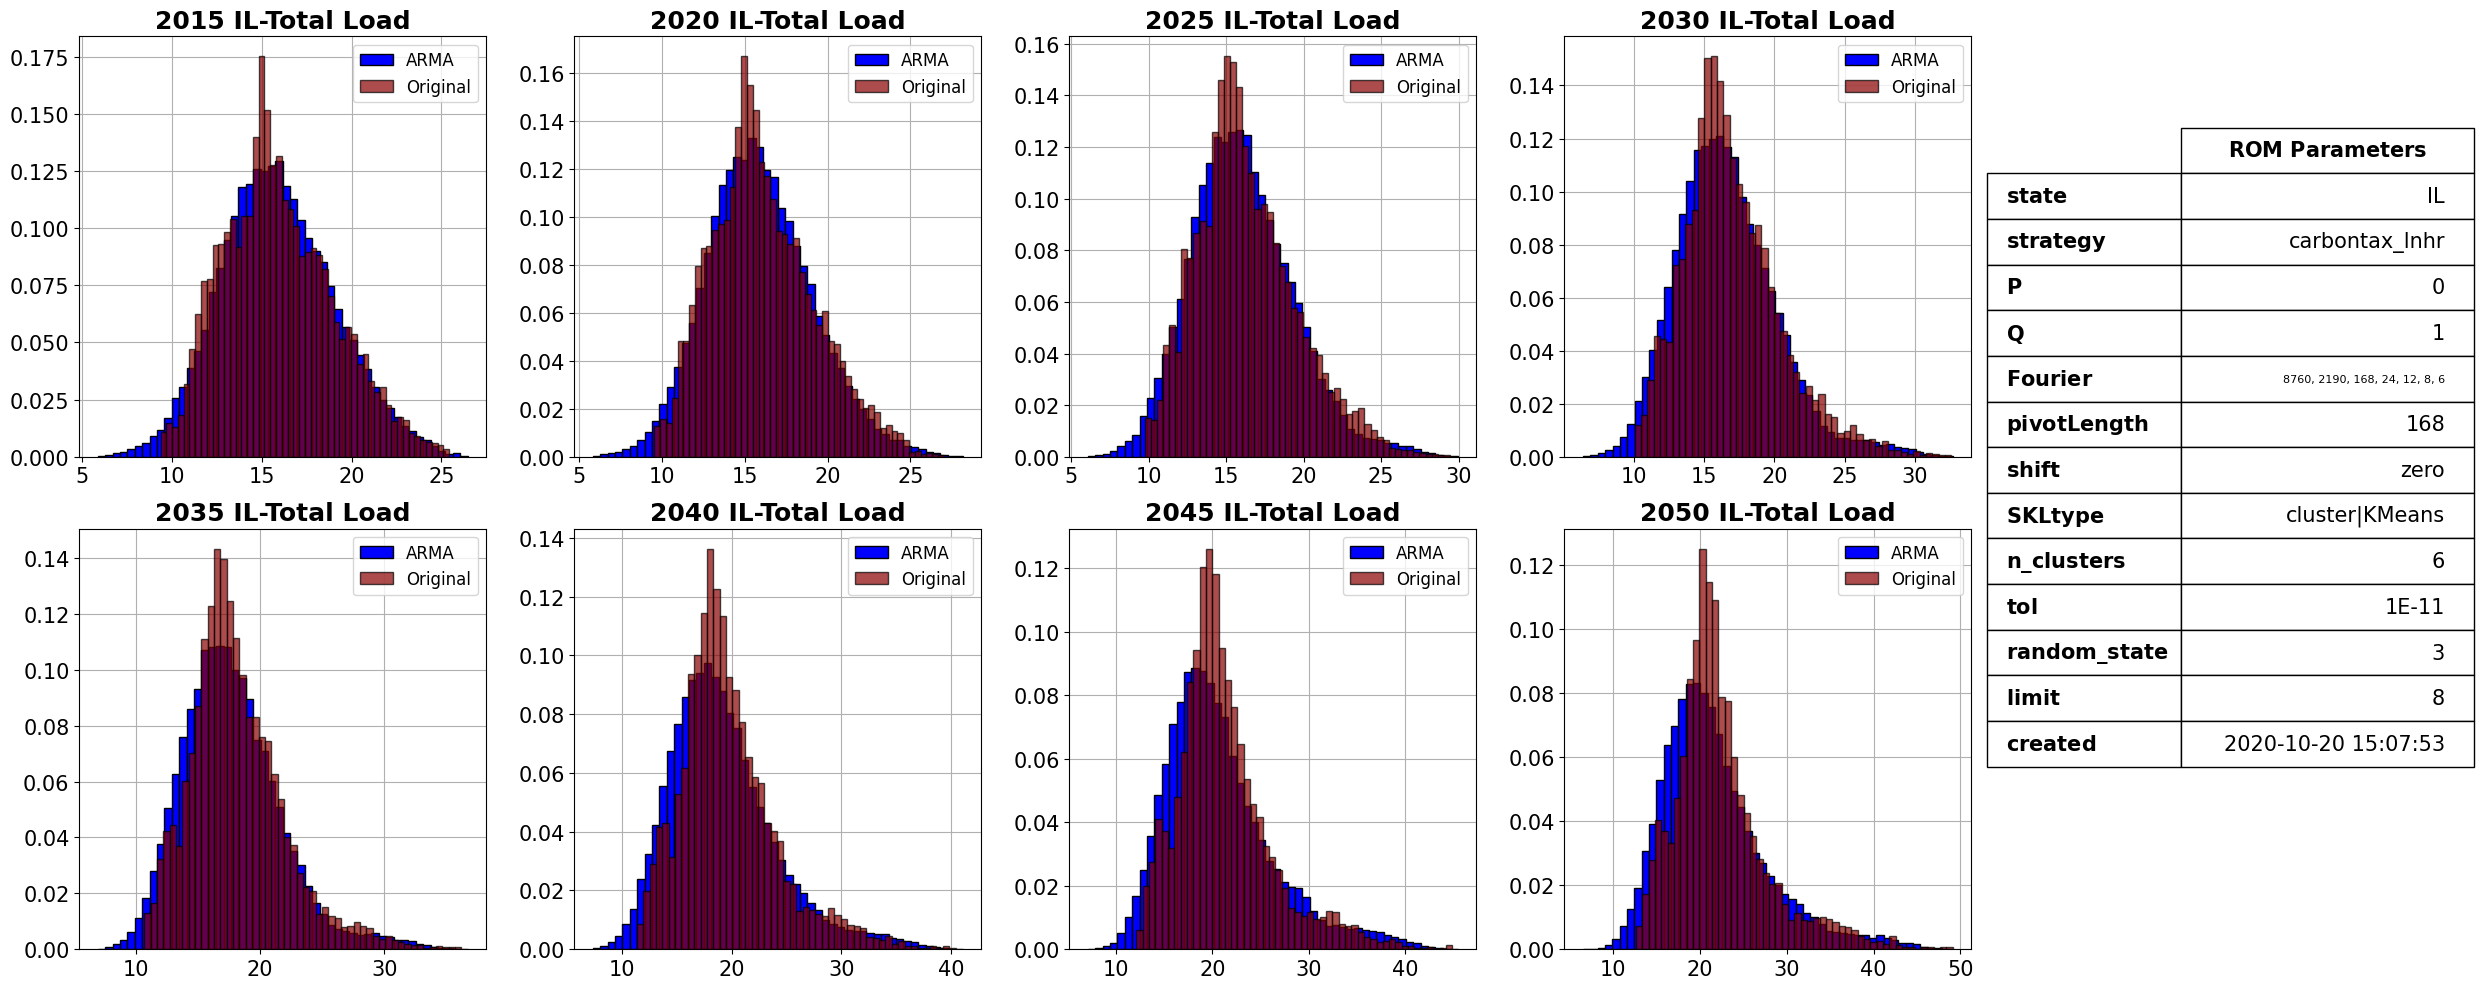 2015 IL-Total Load
0.175
0.150
0.125
0.100
0.075
0.050
0.025
0.000
5 10 15 20 25
ARMA
Original
2020 IL-Total Load
0.16
0.14
0.12
0.10
0.08
0.06
0.04
0.02
0.00
5 10 15 20 25
ARMA
Original
2025 IL-Total Load
0.16
0.14
0.12
0.10
0.08
0.06
0.04
0.02
0.00
5 10 15 20 25 30
ARMA
Original
2030 IL-Total Load
0.14
0.12
0.10
0.08
0.06
0.04
0.02
0.00
10 15 20 25 30
ARMA
Original
2035 IL-Total Load
0.14
0.12
0.10
0.08
0.06
0.04
0.02
0.00
10 20 30
ARMA
Original
2040 IL-Total Load
0.14
0.12
0.10
0.08
0.06
0.04
0.02
0.00
10 20 30 40
ARMA
Original
2045 IL-Total Load
0.12
0.10
0.08
0.06
0.04
0.02
0.00
10 20 30 40
ARMA
Original
2050 IL-Total Load
0.12
0.10
0.08
0.06
0.04
0.02
0.00
10 20 30 40 50
ARMA
Original
ROM Parameters
state IL
strategy carbontax_lnhr
P 0
Q 1
Fourier 8760, 2190, 168, 24, 12, 8, 6
pivotLength 168
shift zero
SKLtype cluster|KMeans
n_clusters 6
tol 1E-11
random_state 3
limit 8
created 2020-10-20 15:07:53